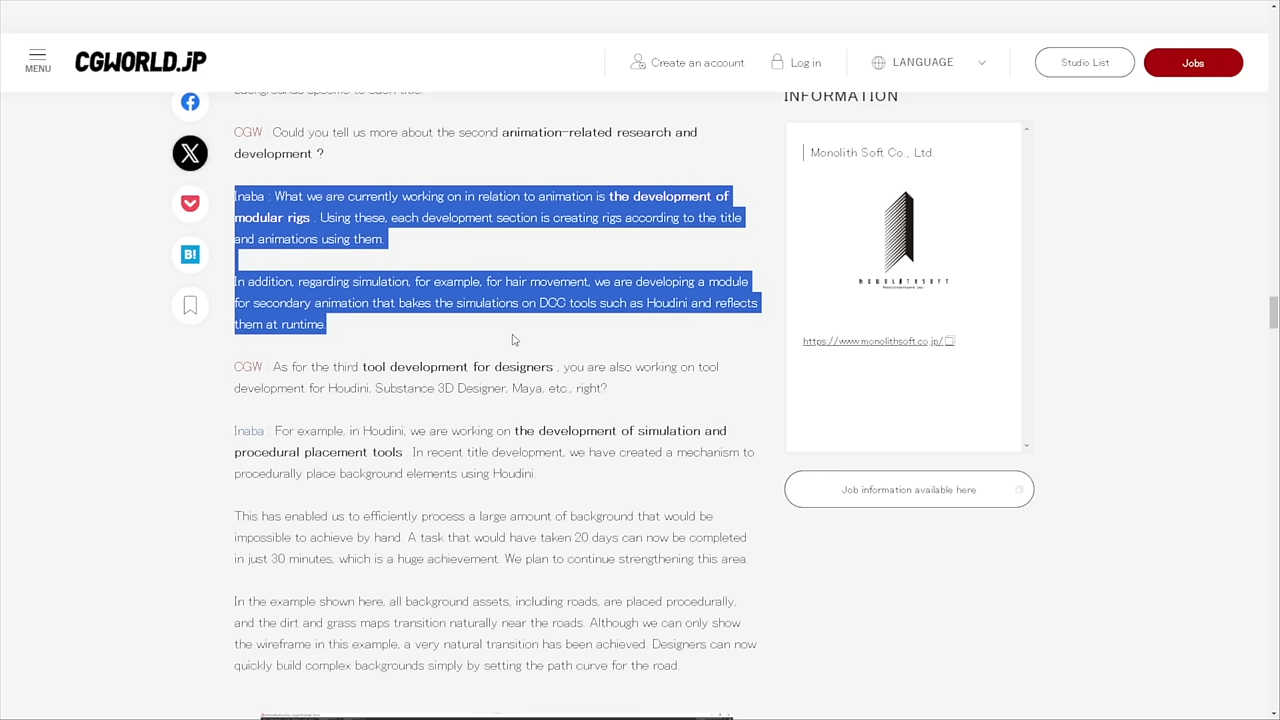 MENU
CGWORLD.JP
Create an account
Log in
LANGUAGE
Studio List
Jobs
backgrounds specific to each title.
CGW : Could you tell us more about the second animation-related research and
development ?
Inaba : What we are currently working on in relation to animation is the development of
modular rigs . Using these, each development section is creating rigs according to the title
and animations using them.
In addition, regarding simulation, for example, for hair movement, we are developing a module
for secondary animation that bakes the simulations on DCC tools such as Houdini and reflects
them at runtime.
CGW : As for the third tool development for designers , you are also working on tool
development for Houdini, Substance 3D Designer, Maya, etc., right?
Inaba : For example, in Houdini, we are working on the development of simulation and
procedural placement tools . In recent title development, we have created a mechanism to
procedurally place background elements using Houdini.
This has enabled us to efficiently process a large amount of background that would be
impossible to achieve by hand. A task that would have taken 20 days can now be completed
in just 30 minutes, which is a huge achievement. We plan to continue strengthening this area.
In the example shown here, all background assets, including roads, are placed procedurally,
and the dirt and grass maps transition naturally near the roads. Although we can only show
the wireframe in this example, a very natural transition has been achieved. Designers can now
quickly build complex backgrounds simply by setting the path curve for the road.
B!
INFORMATION
Monolith Soft Co., Ltd.
MONOLITHSOFT
https://www.monolithsoft.co.jp/
Job information available here